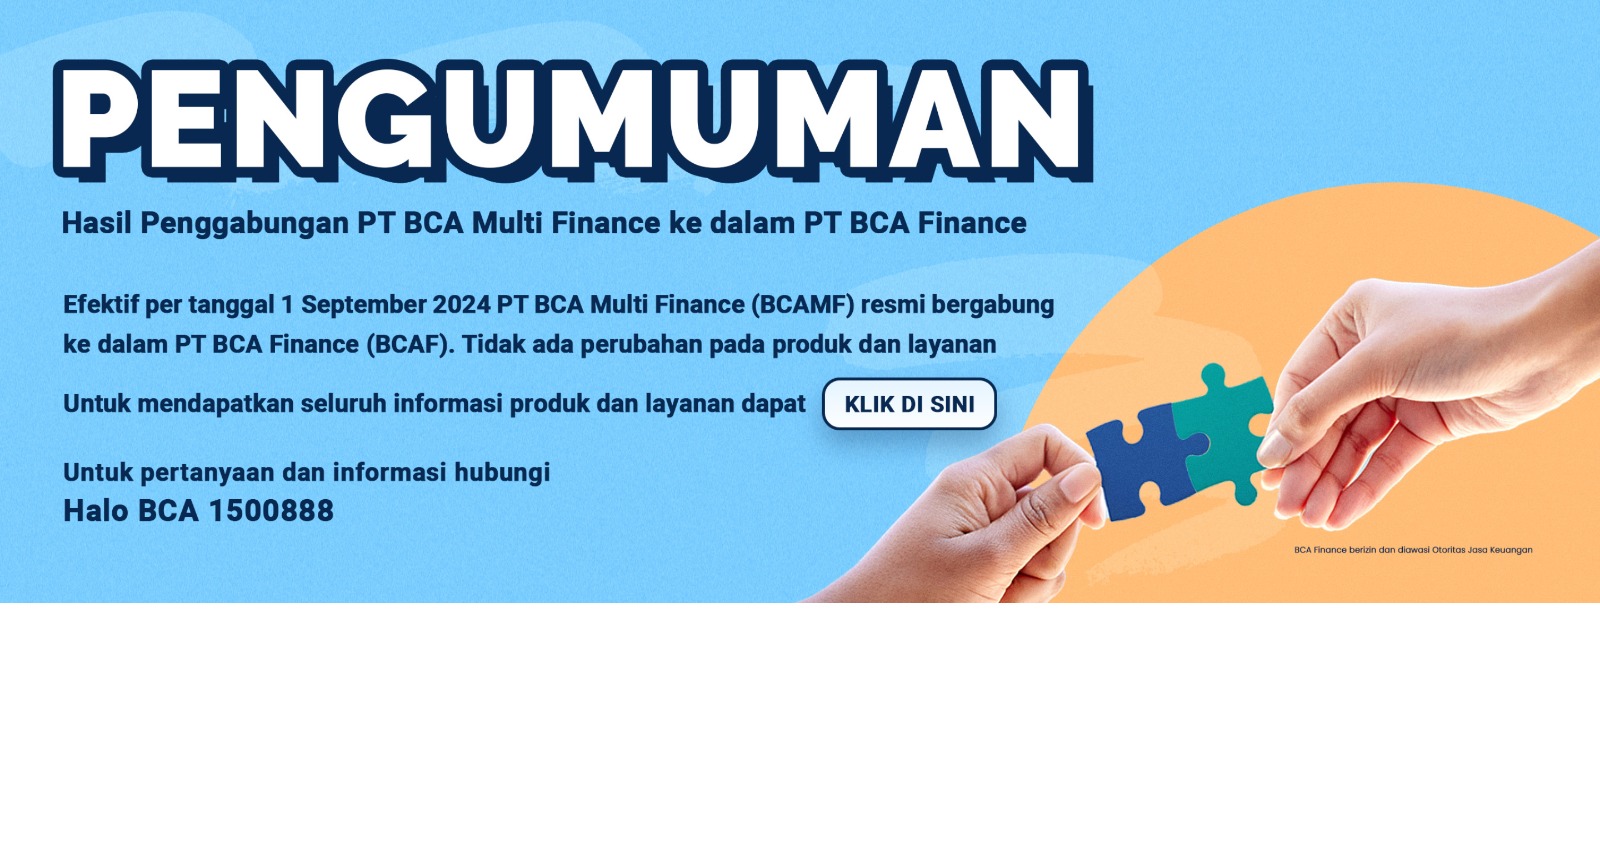 PENGUMUMAN
Hasil Penggabungan PT BCA Multi Finance ke dalam PT BCA Finance
Efektif per tanggal 1 September 2024 PT BCA Multi Finance (BCAMF) resmi bergabung
ke dalam PT BCA Finance (BCAF). Tidak ada perubahan pada produk dan layanan
Untuk mendapatkan seluruh informasi produk dan layanan dapat KLIK DI SINI
Untuk pertanyaan dan informasi hubungi
Halo BCA 1500888
BCA Finance berizin dan diawasi Otoritas Jasa Keuangan